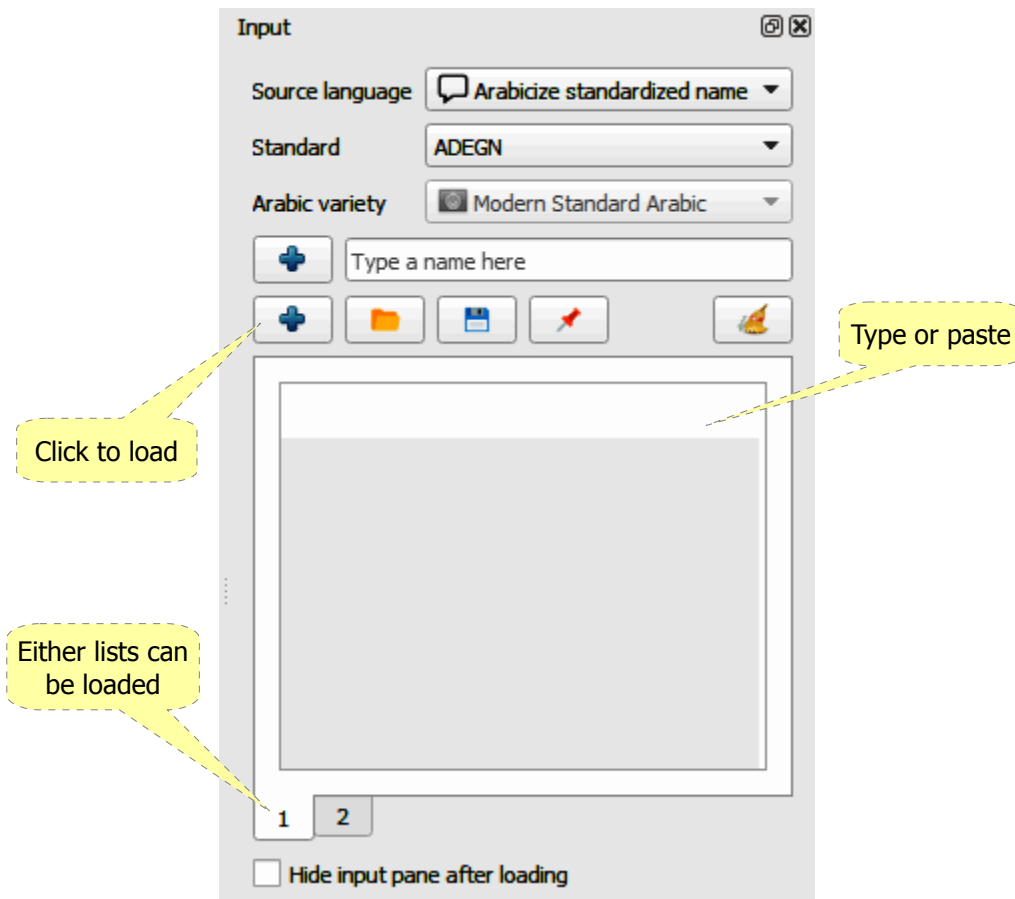 Input
Source language Arabicize standardized name
Standard ADEGN
Arabic variety Modern Standard Arabic
Type a name here
Type or paste
Click to load
Either lists can
be loaded
1 2
Hide input pane after loading